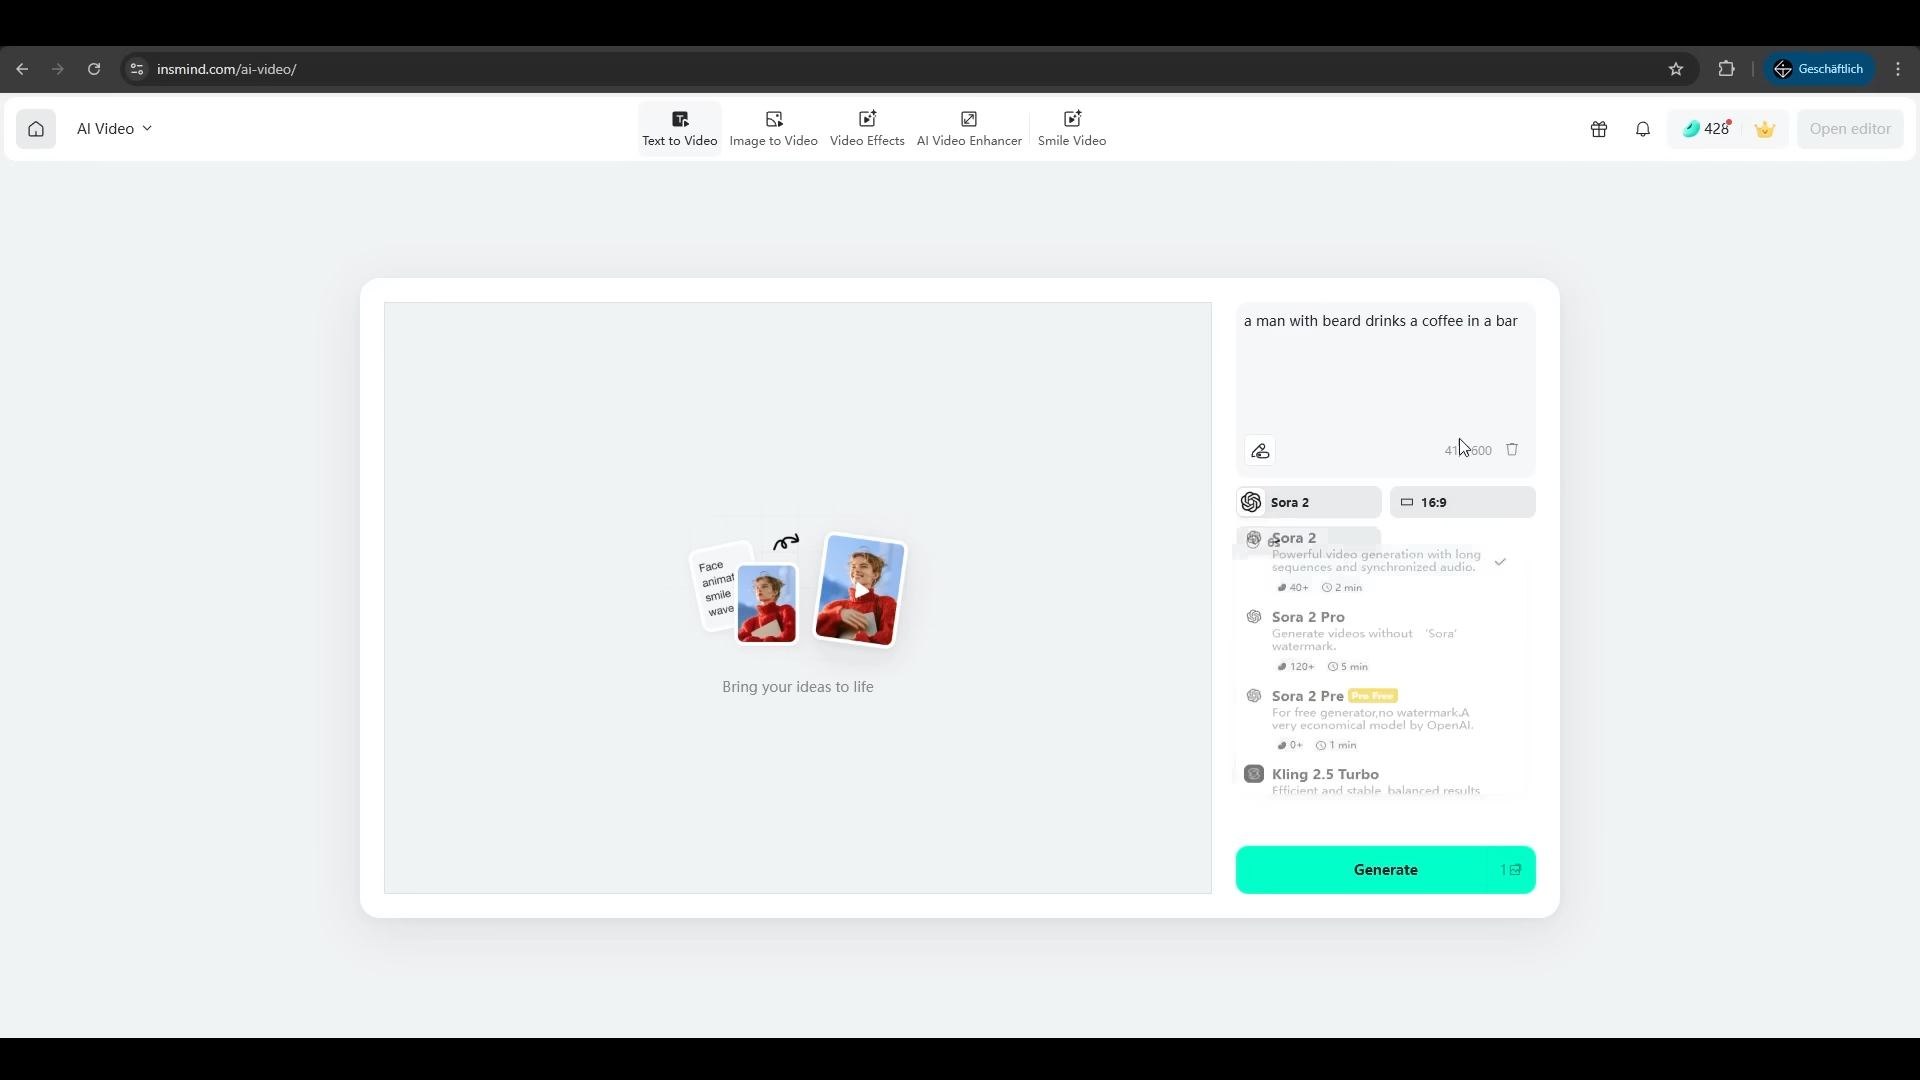 insmind.com/ai-video/
Geschäftlich
AI Video
Text to Video
Image to Video
Video Effects
AI Video Enhancer
Smile Video
428
Open editor
a man with beard drinks a coffee in a bar
600
Sora 2
16:9
Sora 2
Powerful video generation with long
sequences and synchronized audio.
40+
2 min
Sora 2 Pro
Generate videos without 'Sora'
watermark.
120+
5 min
Sora 2 Pre
Pro Free
For free generator,no watermark.A
very economical model by OpenAI.
0+
1 min
Kling 2.5 Turbo
Efficient and stable, balanced results
Face
animat
smile
wave
Bring your ideas to life
Generate
1